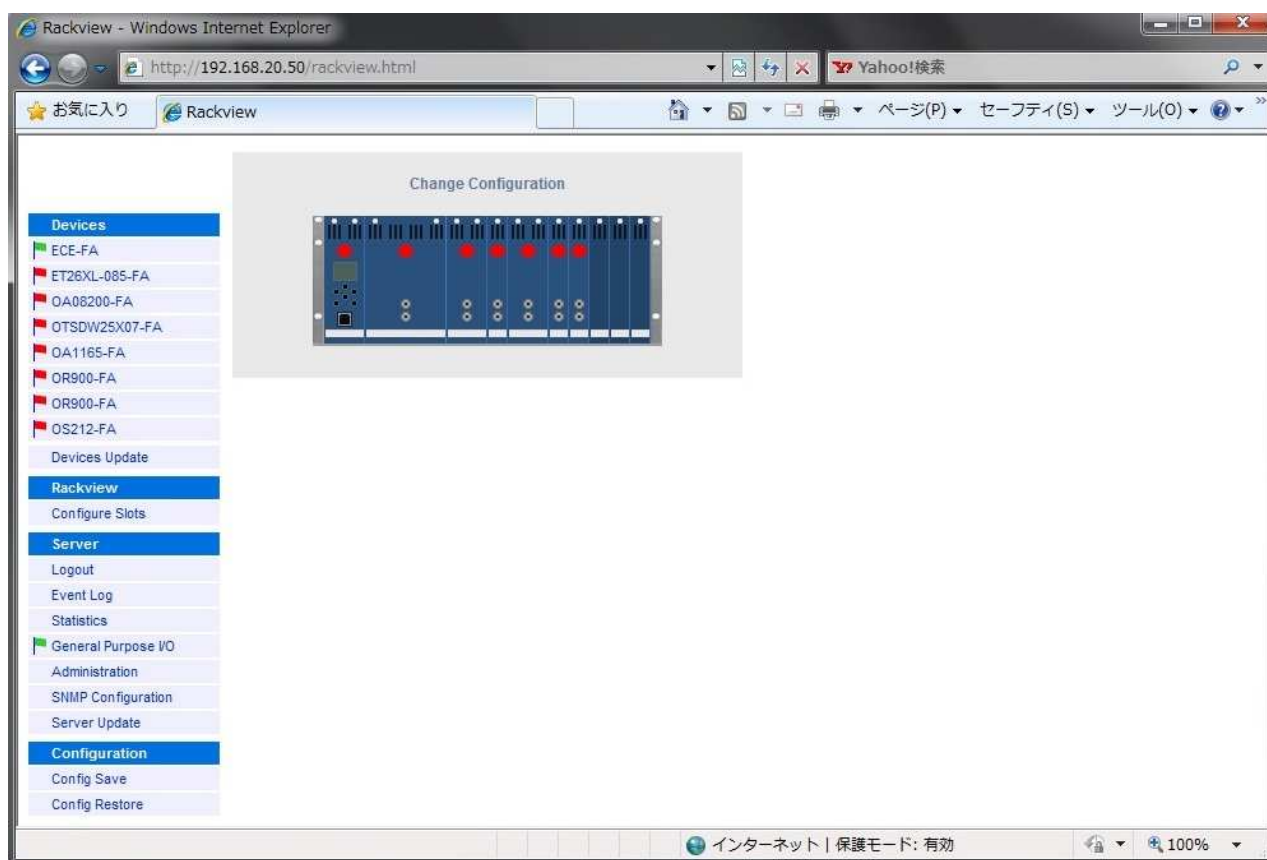 Rackview - Windows Internet Explorer
http://192.168.20.50/rackview.html
Yahoo!検索
お気に入り
Rackview
ページ(P)
セーフティ(S)
ツール(O)
Change Configuration
Devices
ECE-FA
ET26XL-085-FA
OA08200-FA
OTSDW25X07-FA
OA1165-FA
OR900-FA
OR900-FA
OS212-FA
Devices Update
Rackview
Configure Slots
Server
Logout
Event Log
Statistics
General Purpose I/O
Administration
SNMP Configuration
Server Update
Configuration
Config Save
Config Restore
インターネット | 保護モード: 有効
100%